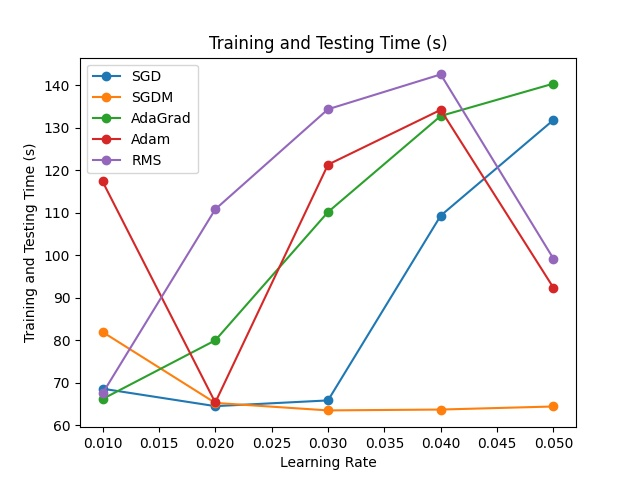 Training and Testing Time (s)
SGD
SGDM
AdaGrad
Adam
RMS
Training and Testing Time (s)
140
130
120
110
100
90
80
70
60
0.010 0.015 0.020 0.025 0.030 0.035 0.040 0.045 0.050
Learning Rate